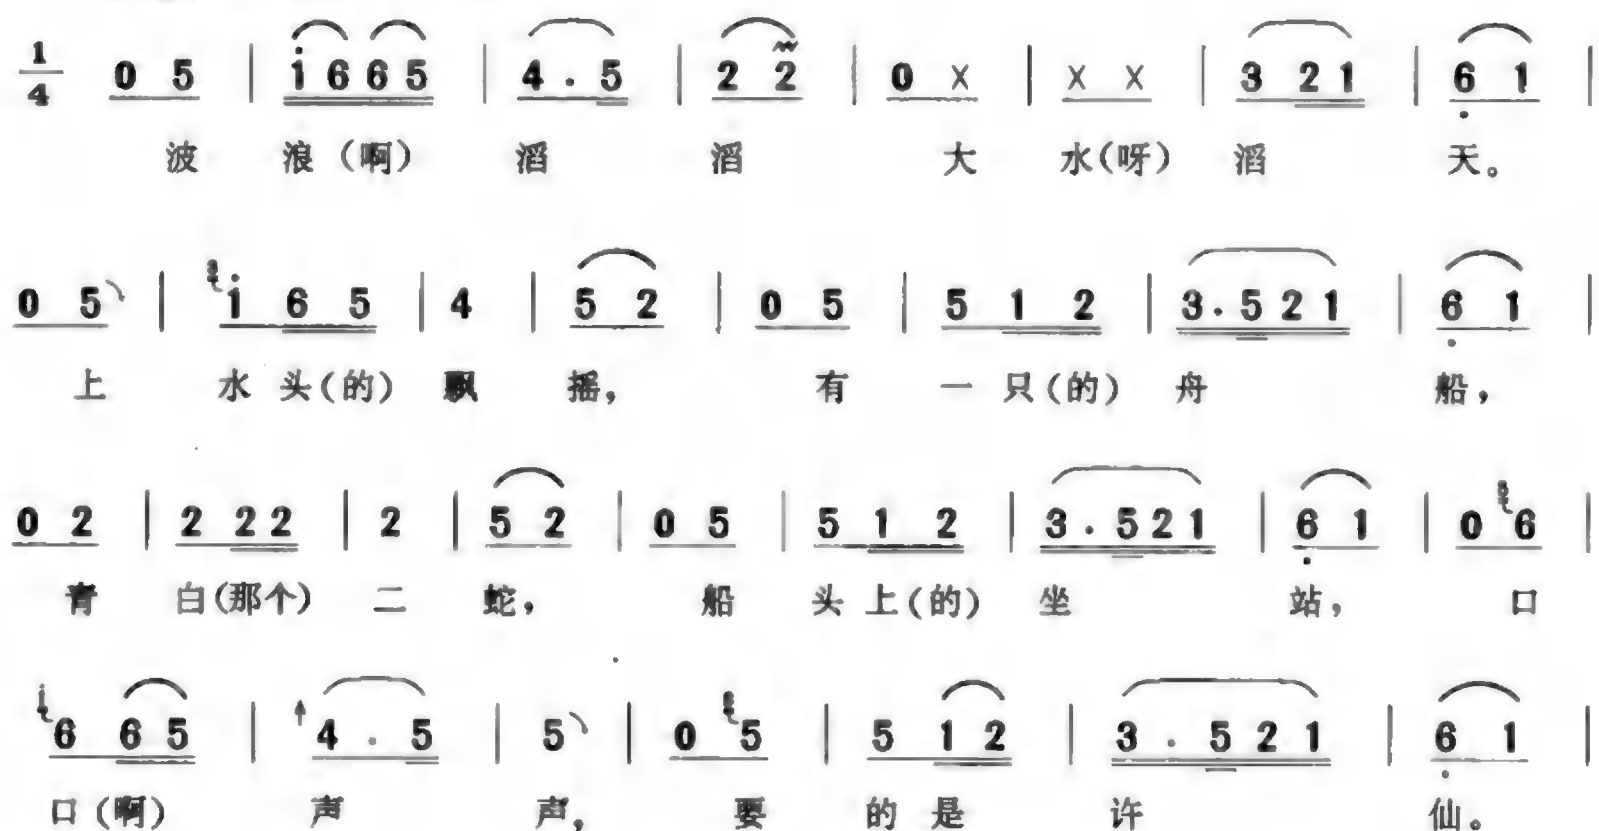 1/4 0 5 | i̇ 6 6 5 | 4 . 5 | 2 2 | 0 X | X X | 3 2 1 | 6̣ 1 |
波 浪(啊) 滔 滔 大 水(呀) 滔 天。
0 5 | i̇ 6 5 | 4 | 5 2 | 0 5 | 5 1 2 | 3 . 5 2 1 | 6̣ 1 |
上 水 头(的) 飘 摇, 有 一 只(的) 舟 船,
0 2 | 2 2 2 | 2 | 5 2 | 0 5 | 5 1 2 | 3 . 5 2 1 | 6̣ 1 | 0 6 |
青 白(那个) 二 蛇, 船 头 上(的) 坐 站, 口
6 6 5 | 4 . 5 | 5 | 0 5 | 5 1 2 | 3 . 5 2 1 | 6̣ 1 |
口(啊) 声 声, 要 的 是 许 仙。